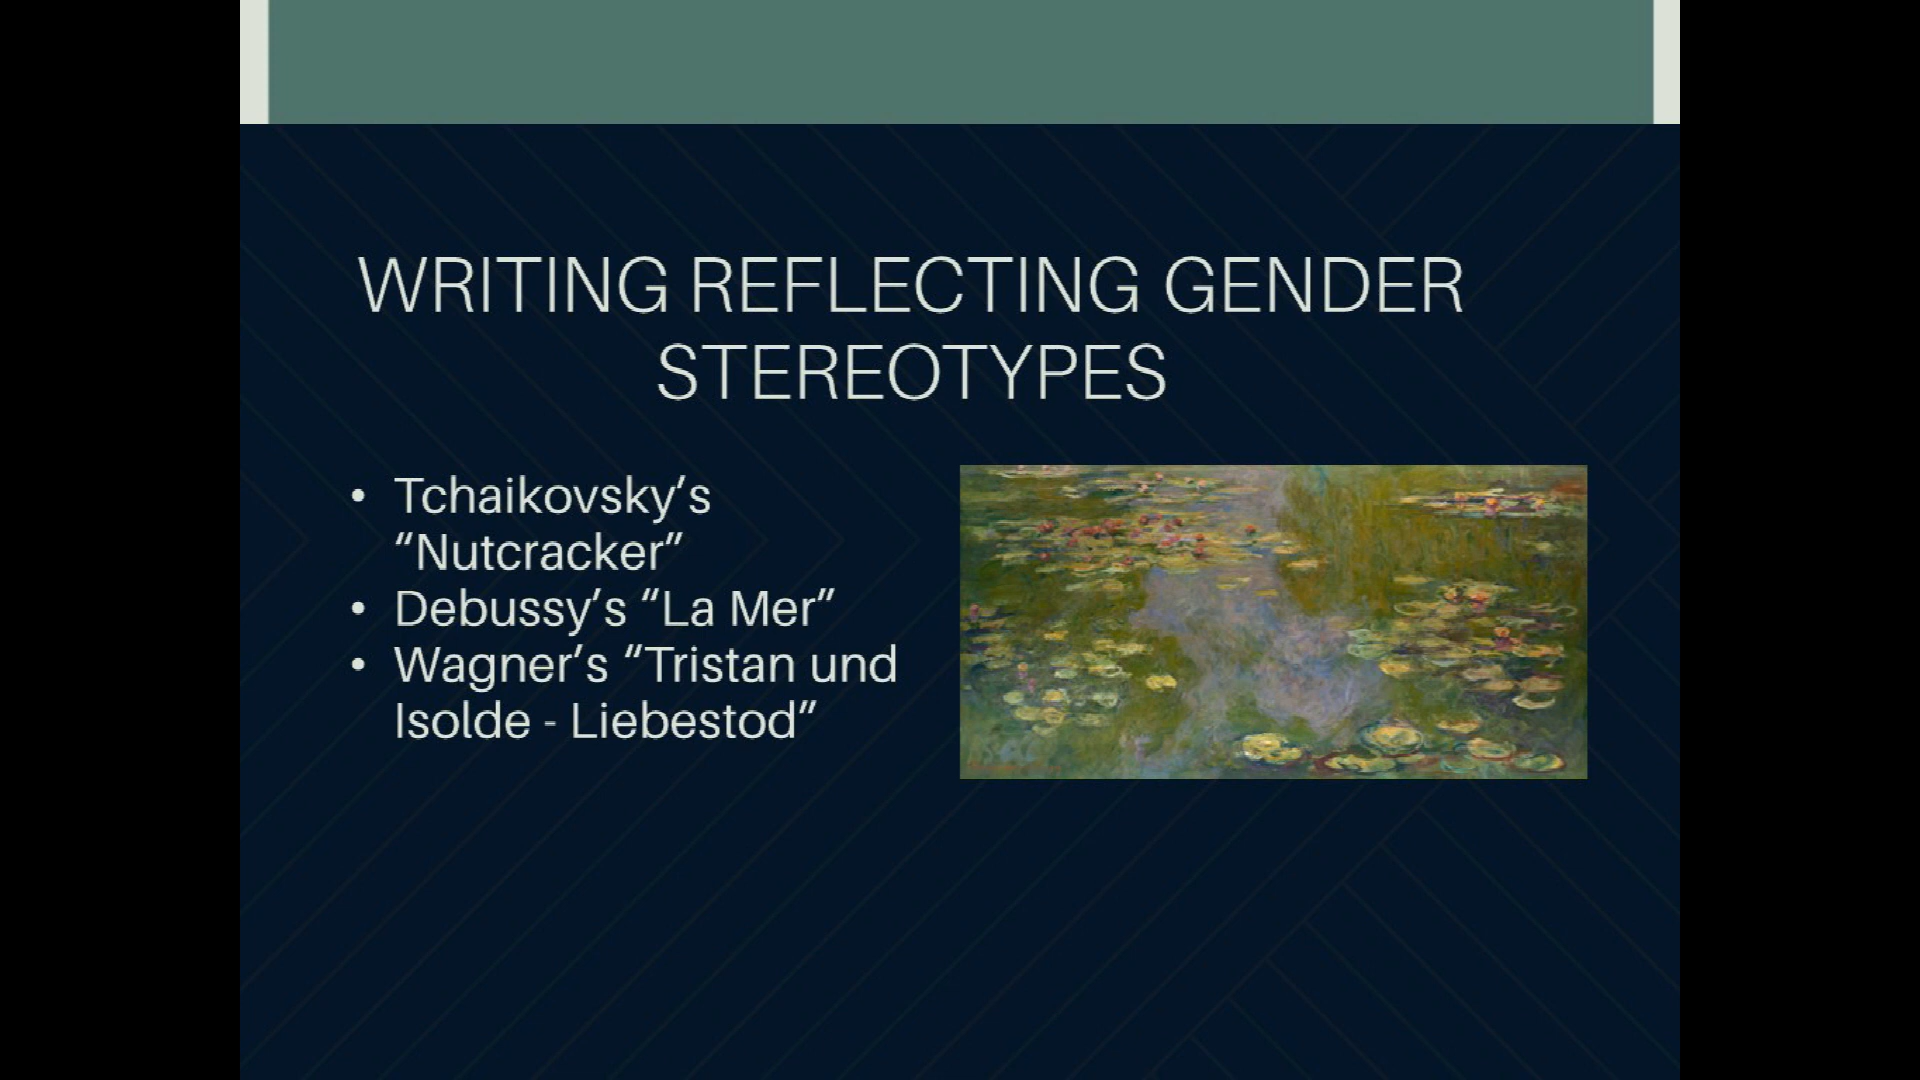 WRITING REFLECTING GENDER
STEREOTYPES
• Tchaikovsky’s
“Nutcracker”
• Debussy’s “La Mer”
• Wagner’s “Tristan und
Isolde - Liebestod”